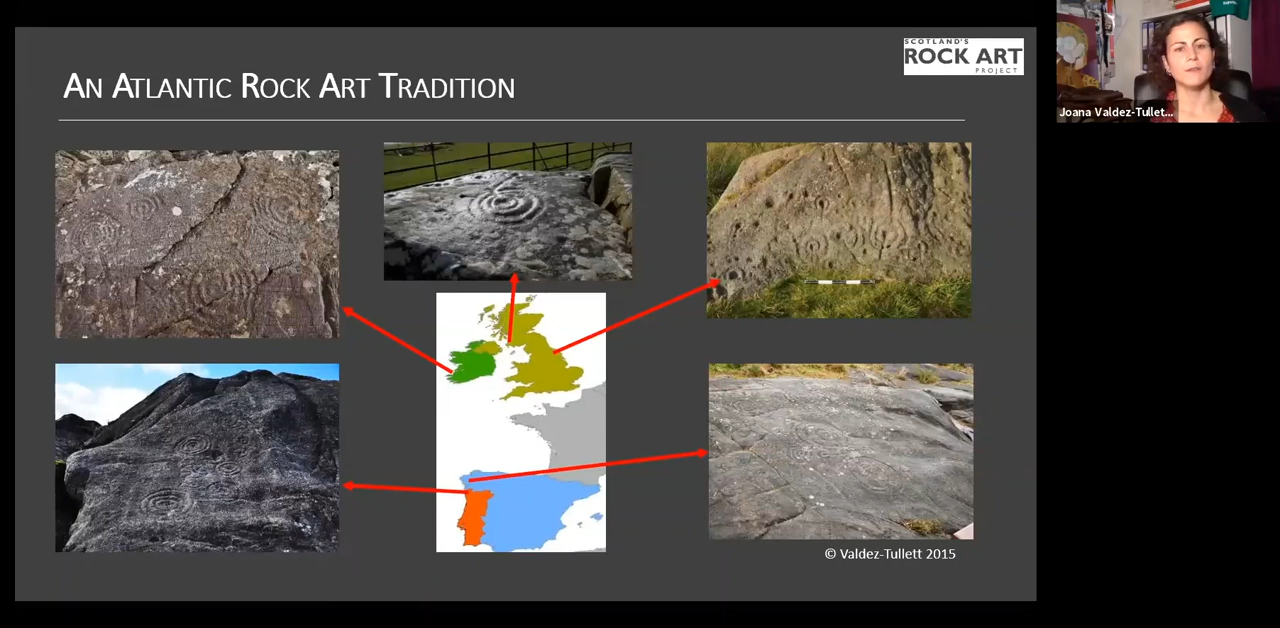 SCOTLAND'S
ROCK ART
PROJECT
AN ATLANTIC ROCK ART TRADITION
Joana Valdez-Tullet...
© Valdez-Tullett 2015